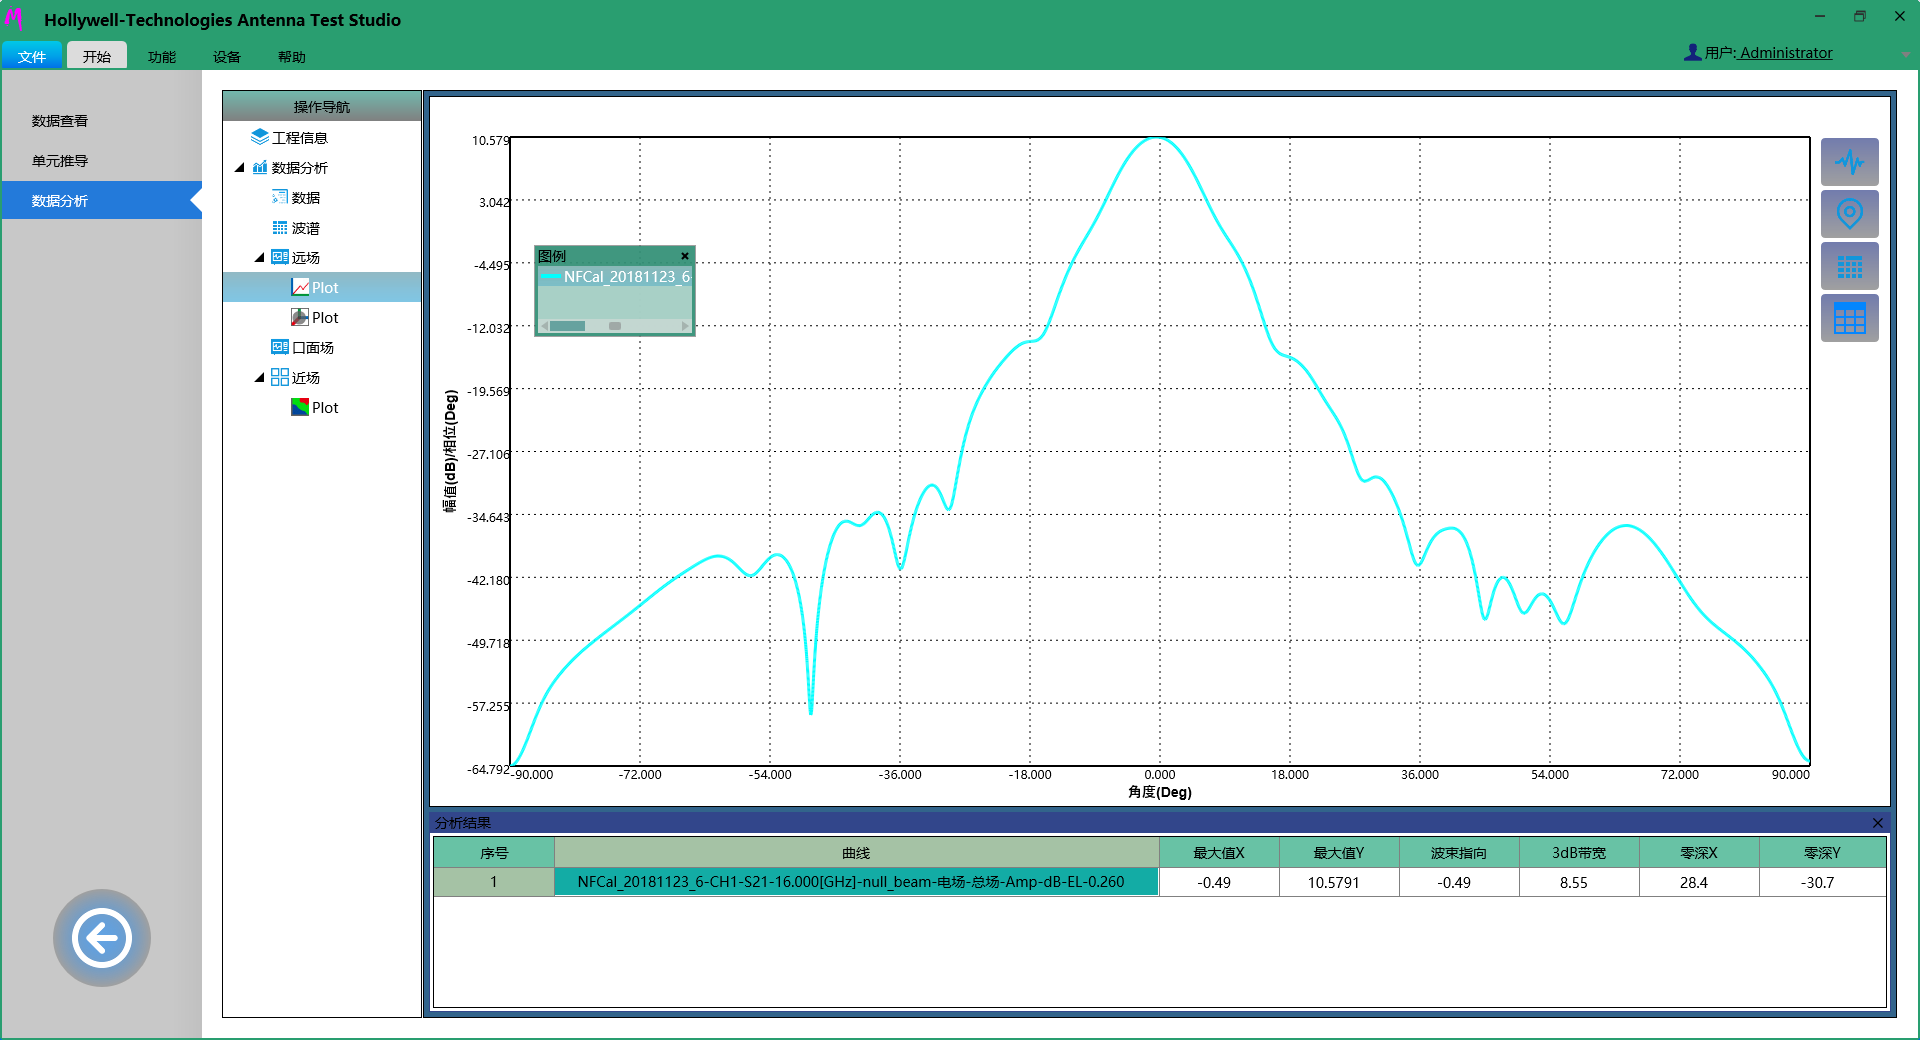 Hollywell-Technologies Antenna Test Studio
文件 开始 功能 设备 帮助
用户: Administrator
数据查看
单元推导
数据分析
操作导航
工程信息
数据分析
数据
波谱
远场
Plot
Plot
口面场
近场
Plot
幅值(dB)/相位(Deg)
10.579
3.042
-4.495
-12.032
-19.569
-27.106
-34.643
-42.180
-49.718
-57.255
-64.792
图例
NFCal_20181123_6-
-90.000 -72.000 -54.000 -36.000 -18.000 0.000 18.000 36.000 54.000 72.000 90.000
角度(Deg)
分析结果
序号 曲线 最大值X 最大值Y 波束指向 3dB带宽 零深X 零深Y
1 NFCal_20181123_6-CH1-S21-16.000[GHz]-null_beam-电场-总场-Amp-dB-EL-0.260 -0.49 10.5791 -0.49 8.55 28.4 -30.7